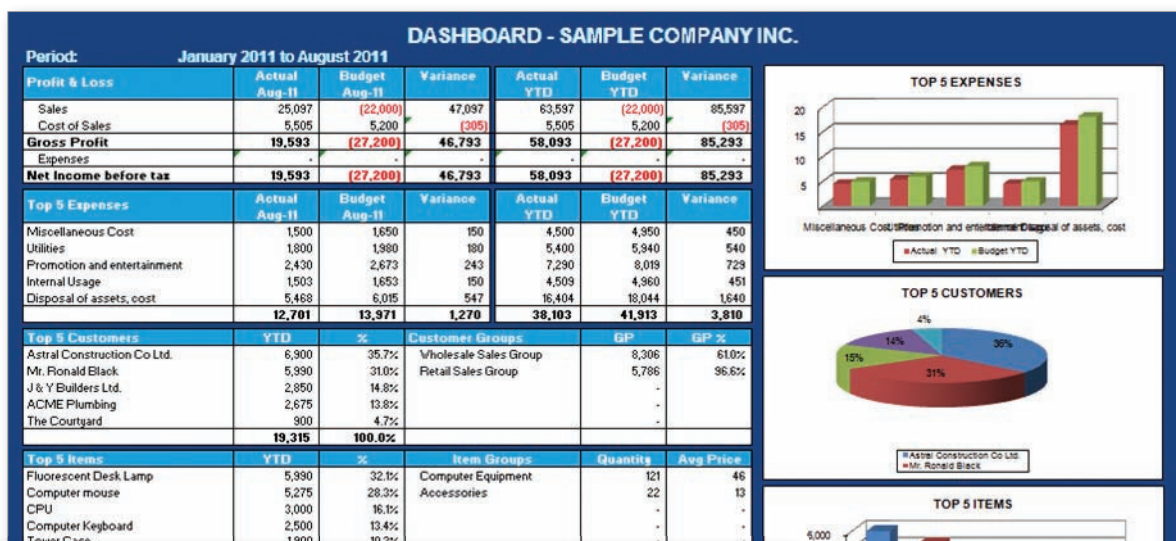 DASHBOARD - SAMPLE COMPANY INC.
Period: January 2011 to August 2011
Profit & Loss Actual Aug-11 Budget Aug-11 Variance Actual YTD Budget YTD Variance
Sales 25,097 (22,000) 47,097 63,597 (22,000) 85,597
Cost of Sales 5,505 5,200 (305) 5,505 5,200 (305)
Gross Profit 19,593 (27,200) 46,793 58,093 (27,200) 85,293
Expenses - - - - - -
Net Income before tax 19,593 (27,200) 46,793 58,093 (27,200) 85,293
Top 5 Expenses Actual Aug-11 Budget Aug-11 Variance Actual YTD Budget YTD Variance
Miscellaneous Cost 1,500 1,650 150 4,500 4,950 450
Utilities 1,800 1,980 180 5,400 5,940 540
Promotion and entertainment 2,430 2,673 243 7,290 8,019 729
Internal Usage 1,503 1,653 150 4,509 4,960 451
Disposal of assets, cost 5,468 6,015 547 16,404 18,044 1,640
12,701 13,971 1,270 38,103 41,913 3,810
Top 5 Customers YTD % Customer Groups GP GP %
Astral Construction Co Ltd. 6,900 35.7% Wholesale Sales Group 8,306 61.0%
Mr. Ronald Black 5,990 31.0% Retail Sales Group 5,786 96.6%
J & Y Builders Ltd. 2,850 14.8% -
ACME Plumbing 2,675 13.8% -
The Courtyard 900 4.7% -
19,315 100.0%
Top 5 Items YTD % Item Groups Quantity Avg Price
Fluorescent Desk Lamp 5,990 32.1% Computer Equipment 121 46
Computer mouse 5,275 28.3% Accessories 22 13
CPU 3,000 16.1% - -
Computer Keyboard 2,500 13.4% - -
Tower Case 1,900 10.2% - -
TOP 5 EXPENSES
20
15
10
5
Miscellaneous Cost Promotion and Disposal of assets, cost
Actual YTD Budget YTD
TOP 5 CUSTOMERS
4%
14%
36%
15%
31%
Astral Construction Co Ltd.
Mr. Ronald Black
TOP 5 ITEMS
6,000